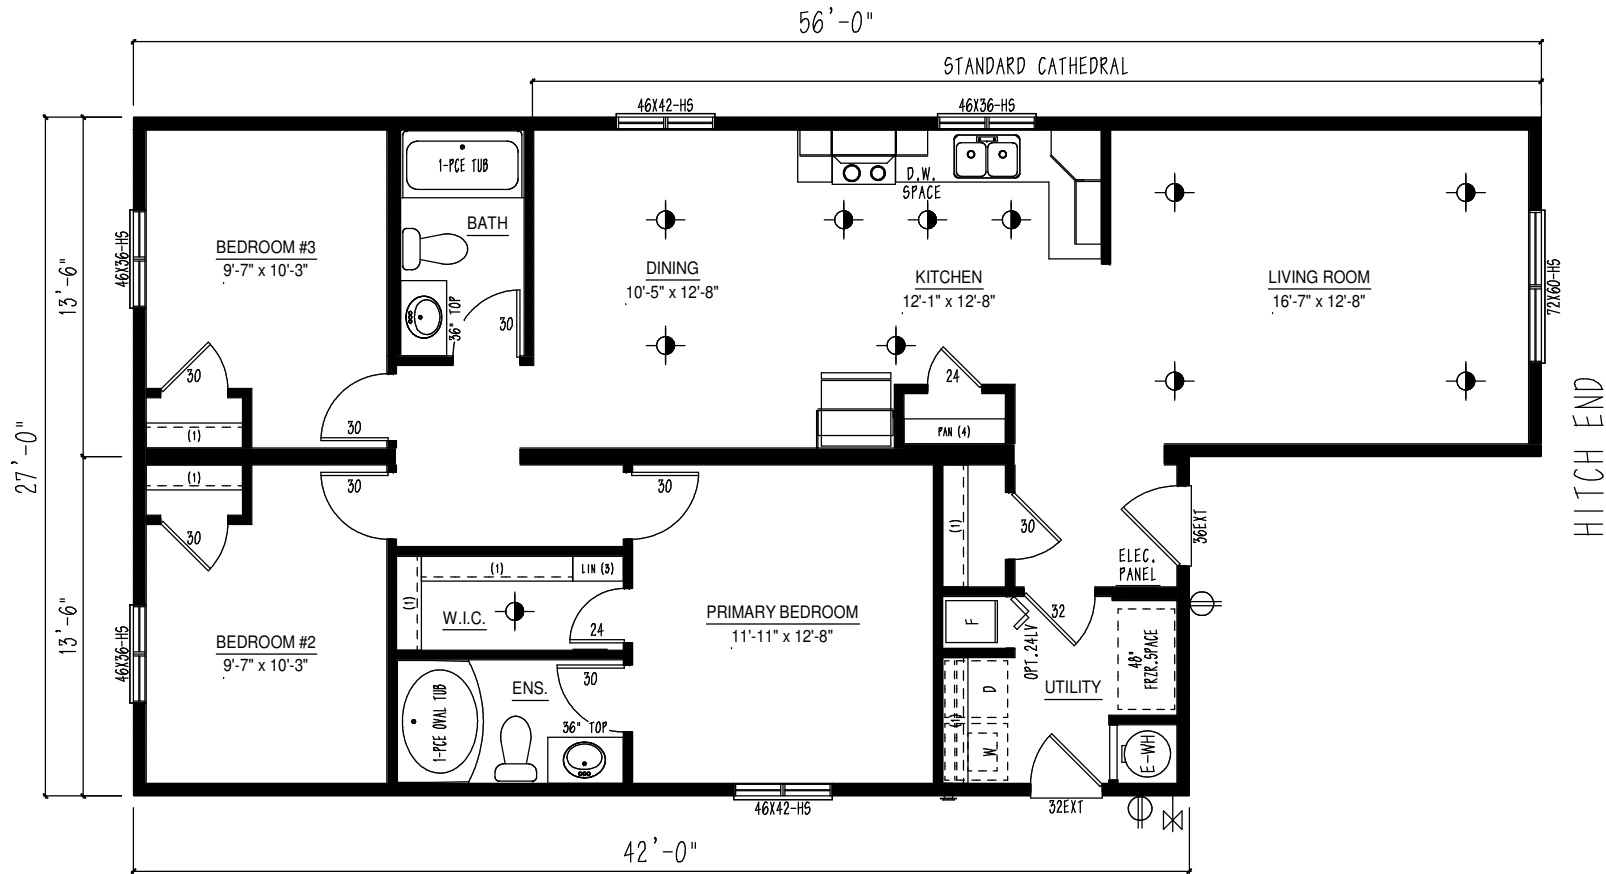 56'-0"
STANDARD CATHEDRAL
46X42-HS
46X36-HS
1-PCE TUB
D.W.
SPACE
BATH
BEDROOM #3
9'-7" x 10'-3"
46X36-HS
13'-6"
DINING
10'-5" x 12'-8"
KITCHEN
12'-1" x 12'-8"
LIVING ROOM
16'-7" x 12'-8"
72X60-HS
36" TOP
30
30
24
30
(1)
PAN (4)
HITCH END
27'-0"
(1)
30
30
30
30
(1)
36EXT
ELEC.
PANEL
(1)
LIN (3)
(1)
W.I.C.
24
PRIMARY BEDROOM
11'-11" x 12'-8"
F
32
OPT.24LV
48"
FRZR.SPACE
13'-6"
46X36-HS
BEDROOM #2
9'-7" x 10'-3"
1-PCE OVAL TUB
ENS.
30
36" TOP
D
UTILITY
(1)
W
E-WH
46X42-HS
32EXT
42'-0"